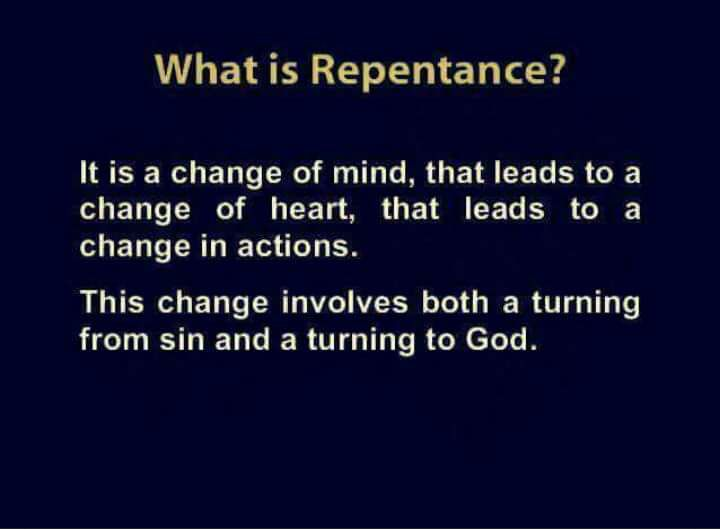 What is Repentance?
It is a change of mind, that leads to a
change of heart, that leads to a
change in actions.
This change involves both a turning
from sin and a turning to God.